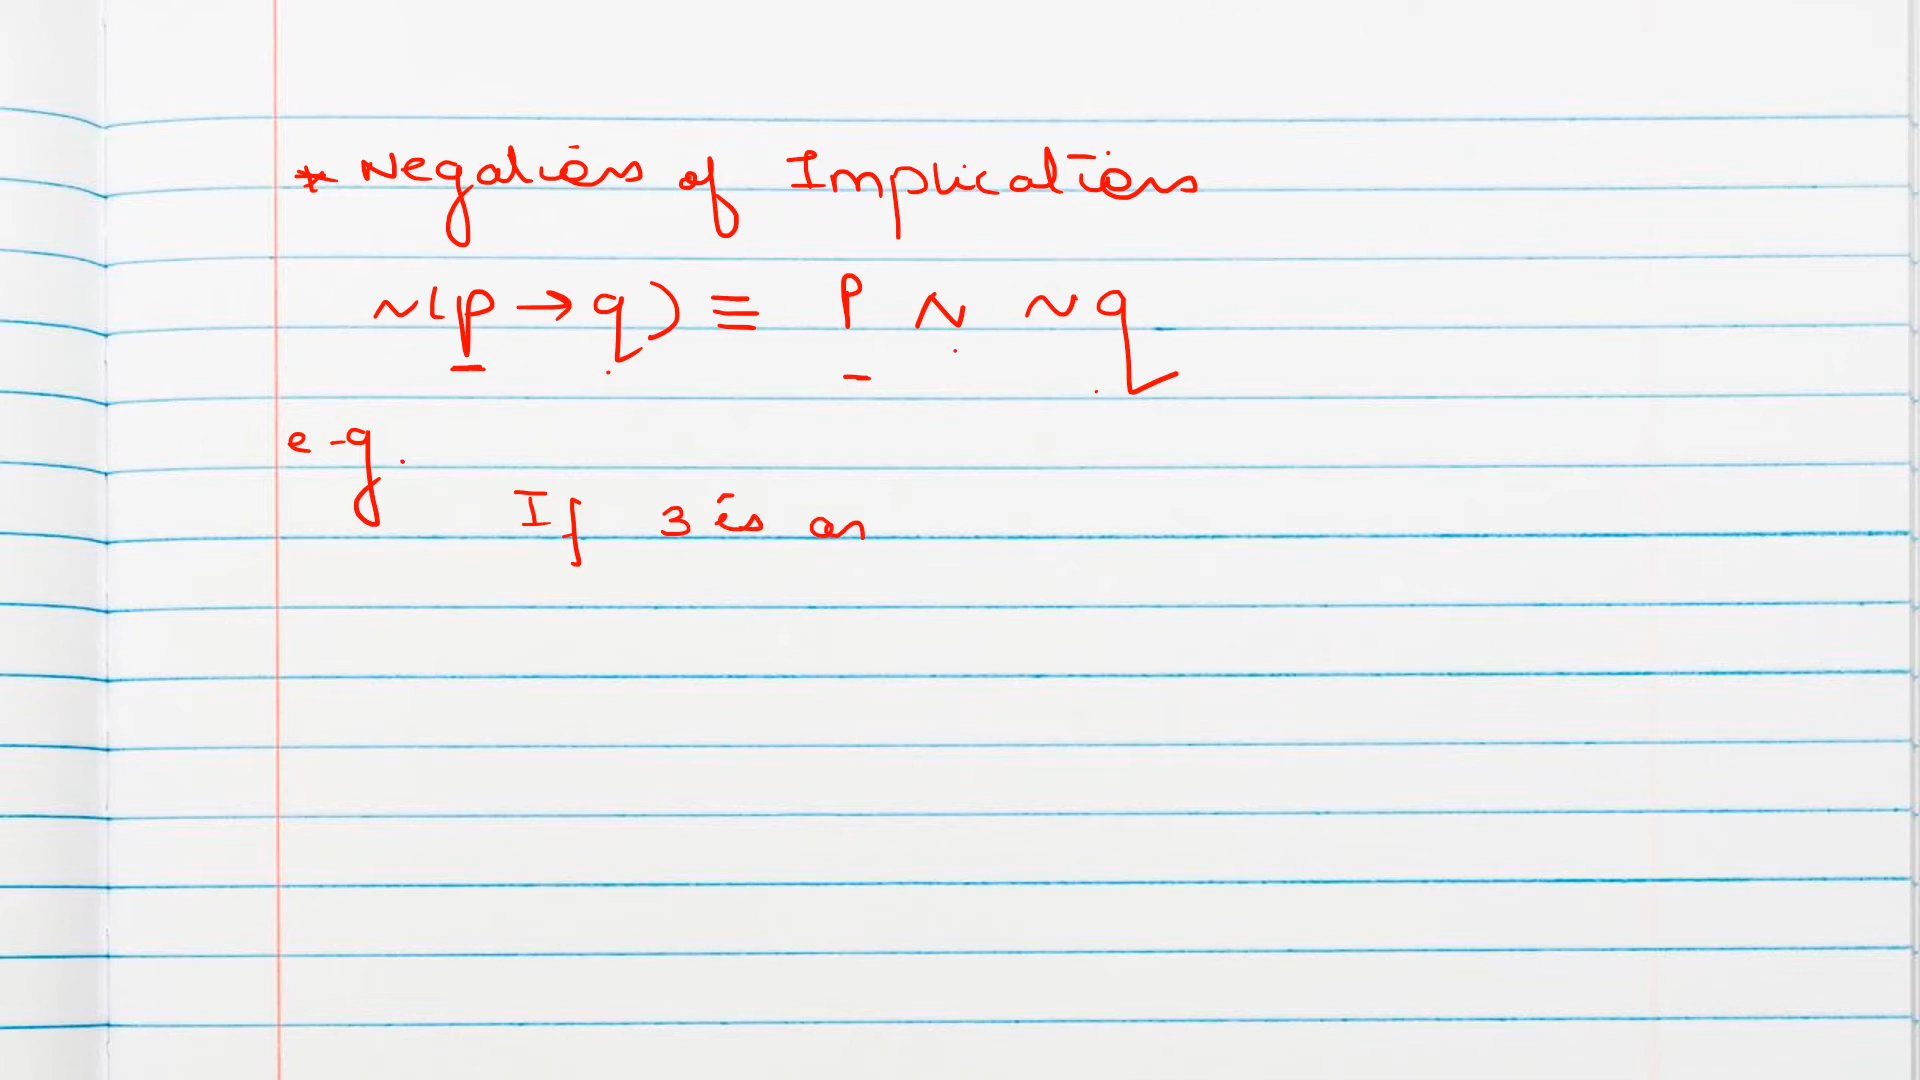 * Negations of Implications
~(p → q) ≡ p ∧ ~q
e.g.
If 3 is an